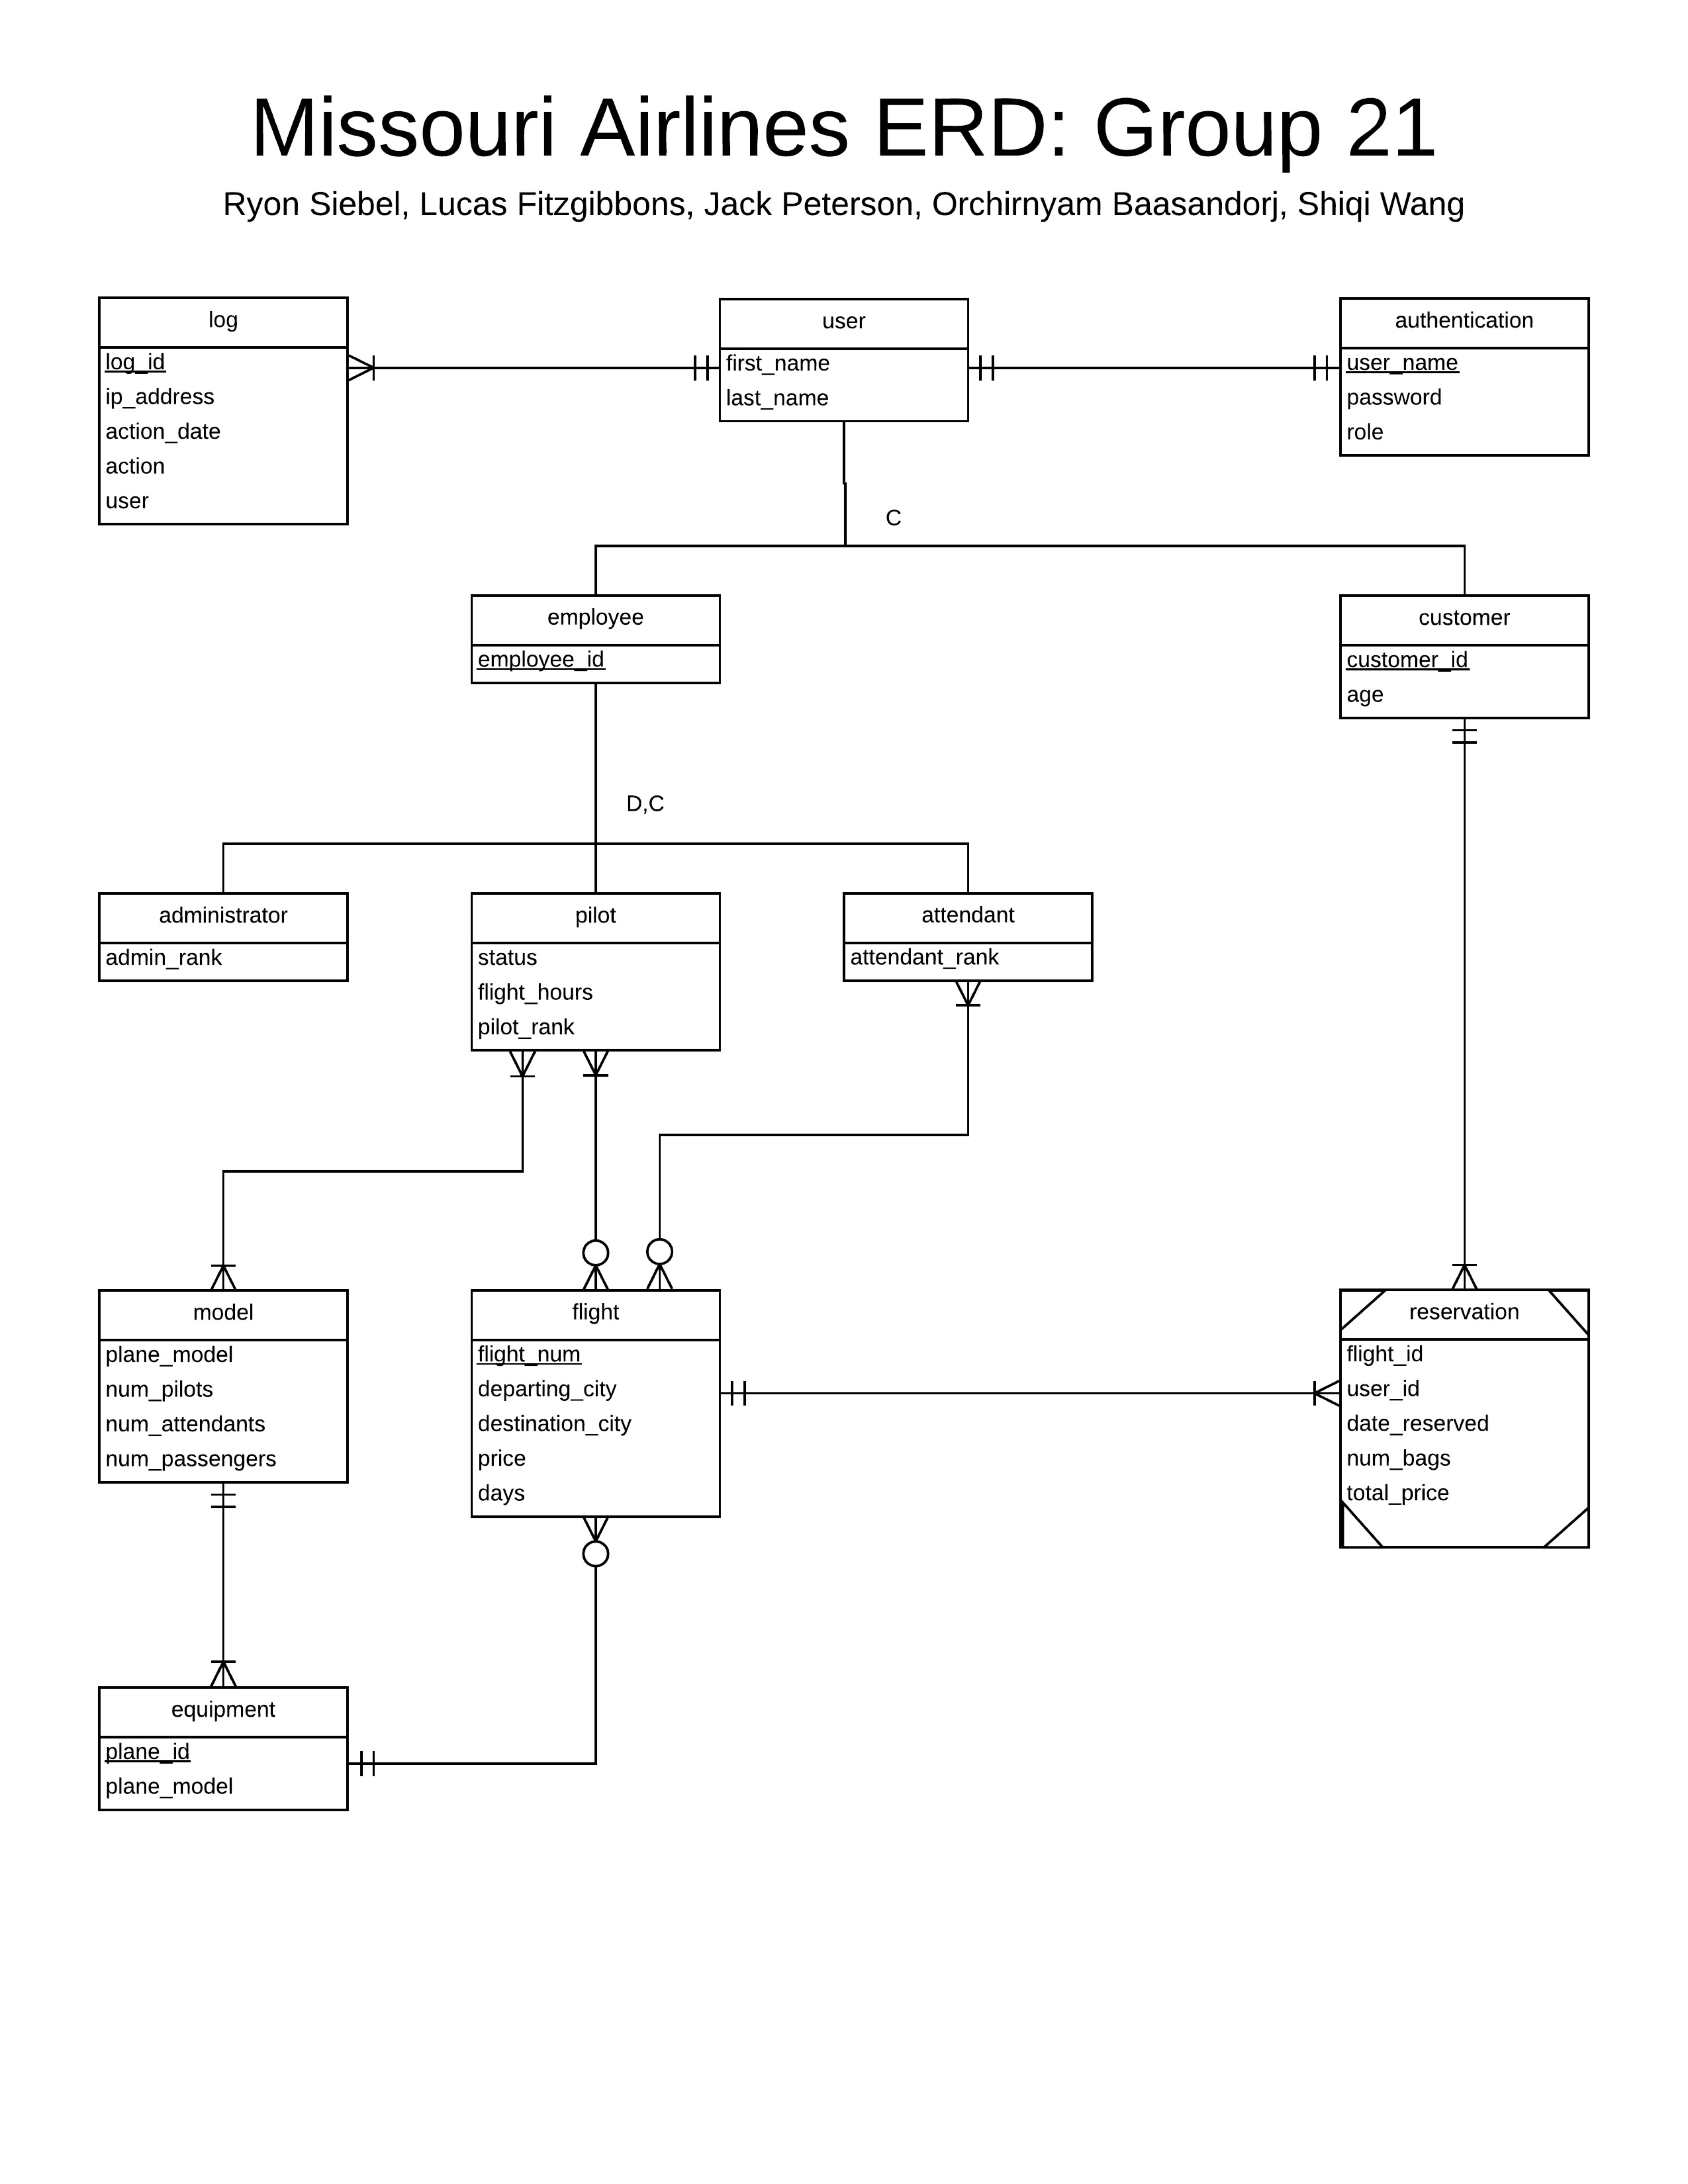 Missouri Airlines ERD: Group 21
Ryon Siebel, Lucas Fitzgibbons, Jack Peterson, Orchirnyam Baasandorj, Shiqi Wang
log
log_id
ip_address
action_date
action
user
user
first_name
last_name
authentication
user_name
password
role
C
employee
employee_id
customer
customer_id
age
D,C
administrator
admin_rank
pilot
status
flight_hours
pilot_rank
attendant
attendant_rank
model
plane_model
num_pilots
num_attendants
num_passengers
flight
flight_num
departing_city
destination_city
price
days
reservation
flight_id
user_id
date_reserved
num_bags
total_price
equipment
plane_id
plane_model